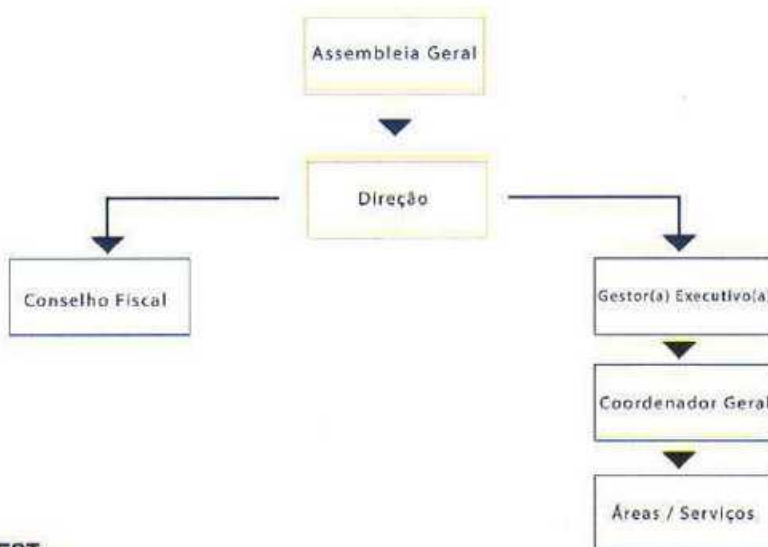 Assembleia Geral
Direção
Conselho Fiscal
Gestor(a) Executivo(a)
Coordenador Geral
Áreas / Serviços